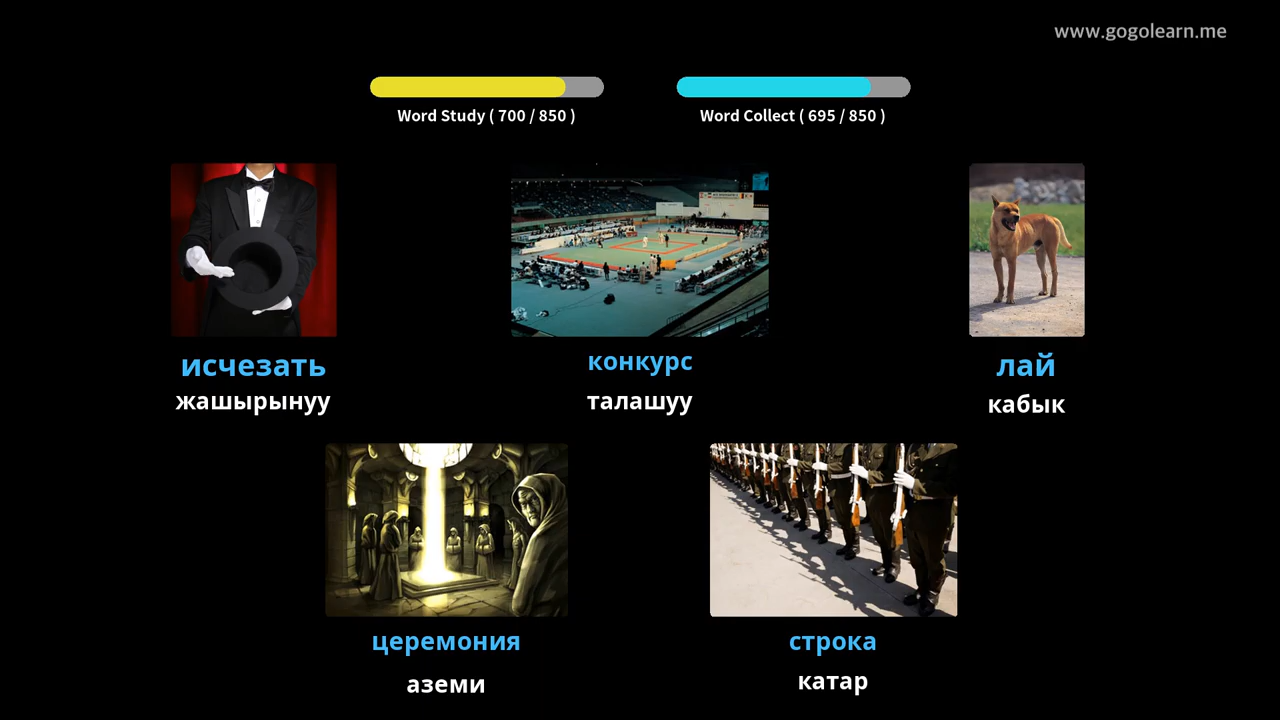 www.gogolearn.me
Word Study ( 700 / 850 )
Word Collect ( 695 / 850 )
исчезать
жашырынуу
конкурс
талашуу
лай
кабык
церемония
аземи
строка
катар